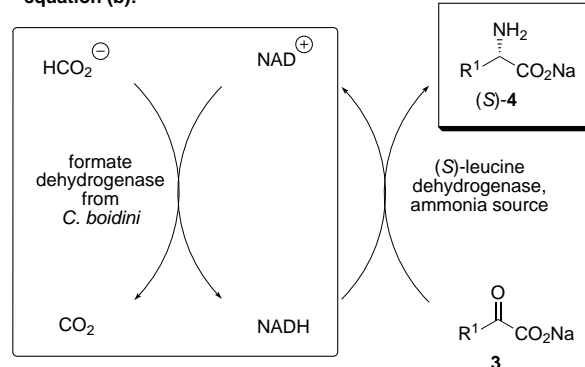 equation (b):
HCO2⊖
NAD⊕
NH2
R1 CO2Na
(S)-4
formate
dehydrogenase
from
C. boidini
(S)-leucine
dehydrogenase,
ammonia source
CO2
NADH
O
R1 CO2Na
3